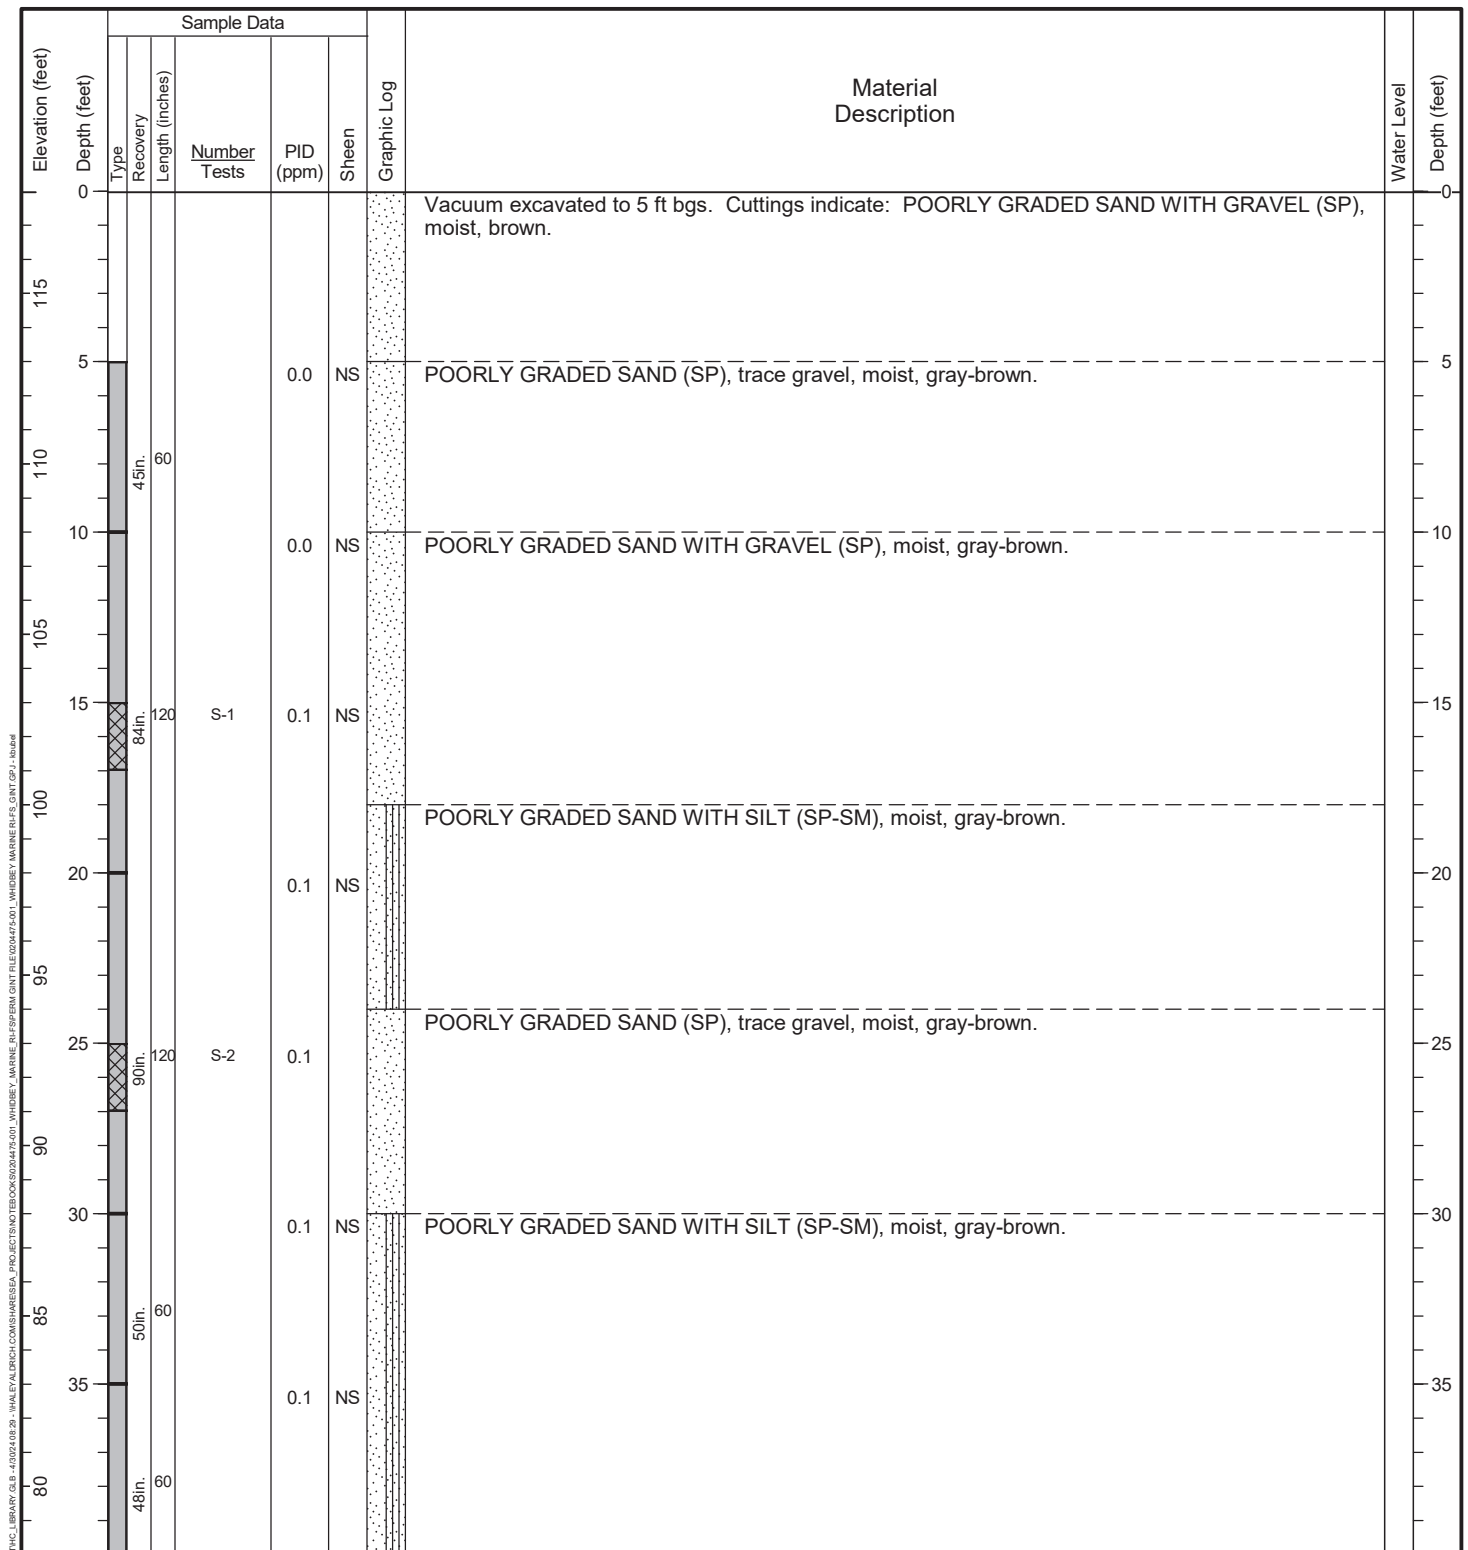 Sample Data
Elevation (feet)
Depth (feet)
Type
Recovery
Length (inches)
Number
Tests
PID
(ppm)
Sheen
Graphic Log
Material
Description
Water Level
Depth (feet)
0
0
Vacuum excavated to 5 ft bgs. Cuttings indicate: POORLY GRADED SAND WITH GRAVEL (SP),
moist, brown.
115
5
0.0
NS
POORLY GRADED SAND (SP), trace gravel, moist, gray-brown.
5
110
45in.
60
10
0.0
NS
POORLY GRADED SAND WITH GRAVEL (SP), moist, gray-brown.
10
105
15
84in.
120
S-1
0.1
NS
15
100
POORLY GRADED SAND WITH SILT (SP-SM), moist, gray-brown.
20
0.1
NS
20
95
POORLY GRADED SAND (SP), trace gravel, moist, gray-brown.
25
90in.
120
S-2
0.1
25
90
30
0.1
NS
POORLY GRADED SAND WITH SILT (SP-SM), moist, gray-brown.
30
85
50in.
60
35
0.1
NS
35
80
48in.
60